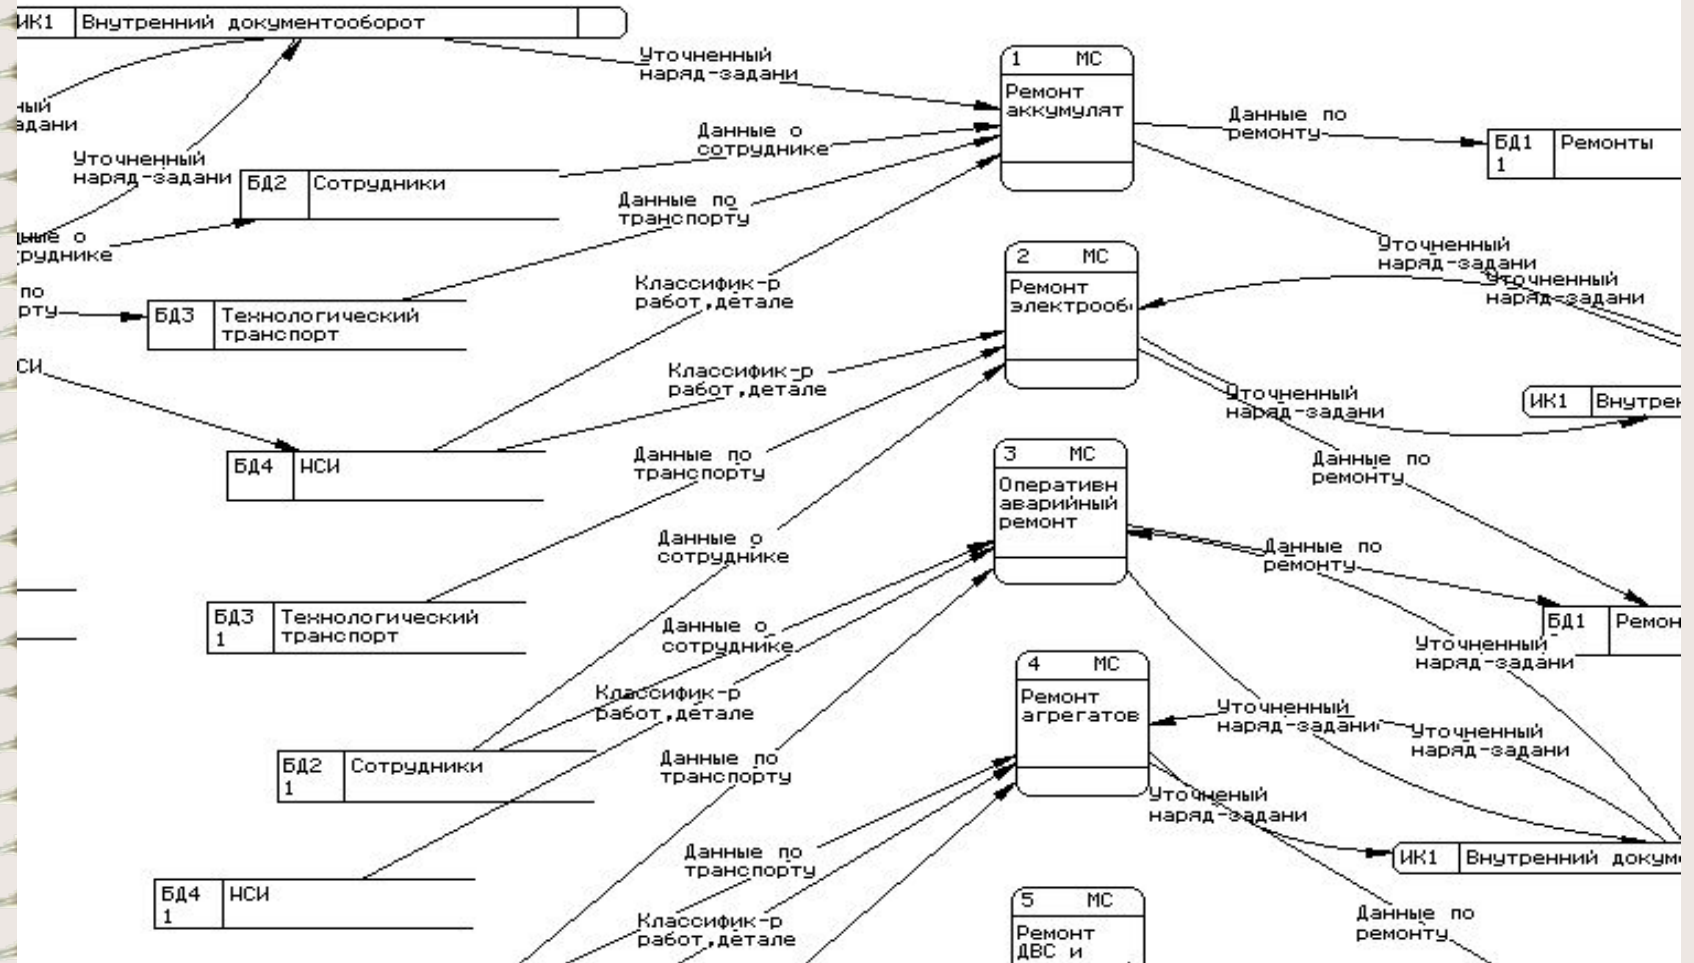 ИК1 Внутренний документооборот
Уточненный
наряд-задани
1 МС
Ремонт
аккумулят
Данные по
ремонту
БД1
1
Ремонты
Данные о
сотруднике
Уточненный
наряд-задани
БД2 Сотрудники
Данные по
транспорту
Уточненный
наряд-задани
Уточненный
наряд-задани
2 МС
Ремонт
Классифик-р
работ,детале
по
БД3 Технологический
транспорт
Классифик-р
работ,детале
Уточненный
наряд-задани
ИК1
БД4 НСИ
Данные по
транспорту
3 МС
Оперативн
аварийный
ремонт
Данные по
ремонту
Данные о
сотруднике
Данные по
ремонту
БД3
1
Технологический
транспорт
БД1
Данные о
сотруднике
Уточненный
наряд-задани
4 МС
Ремонт
агрегатов
Классифик-р
работ,детале
Уточненный
наряд-задани
Уточненный
наряд-задани
БД2
1
Сотрудники
Данные по
транспорту
Уточненый
наряд-задани
Данные по
транспорту
ИК1 Внутренний
БД4
1
НСИ
5 МС
Ремонт
ДВС и
Классифик-р
работ,детале
Данные по
ремонту